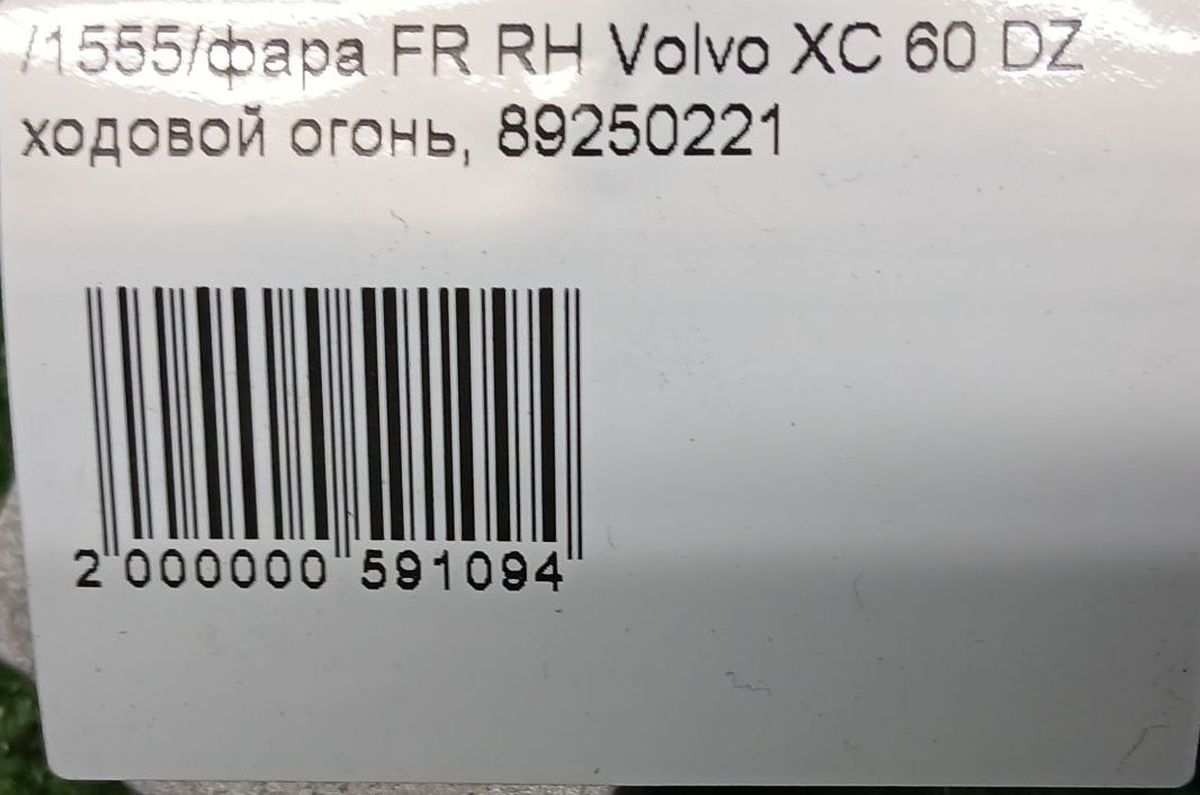 /1555/фара FR RH Volvo XC 60 DZ
ходовой огонь, 89250221
2 000000 591094